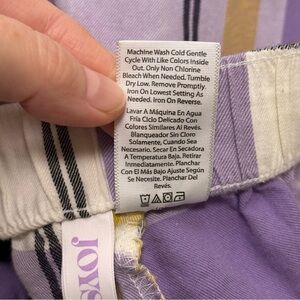 Machine Wash Cold Gentle
Cycle With Like Colors Inside
Out. Only Non Chlorine
Bleach When Needed. Tumble
Dry Low. Remove Promptly.
Iron On Lowest Setting As
Needed. Iron On Reverse.
Lavar A Máquina En Agua
Fría Ciclo Delicado Con
Colores Similares Al Revés.
Blanqueador Sin Cloro
Solamente, Cuando Sea
Necesario. Secar En Secadora
A Temperatura Baja. Retirar
Inmediatamente. Planchar
Con El Más Bajo Ajuste Según
Se Necesite. Planchar Del
Revés.